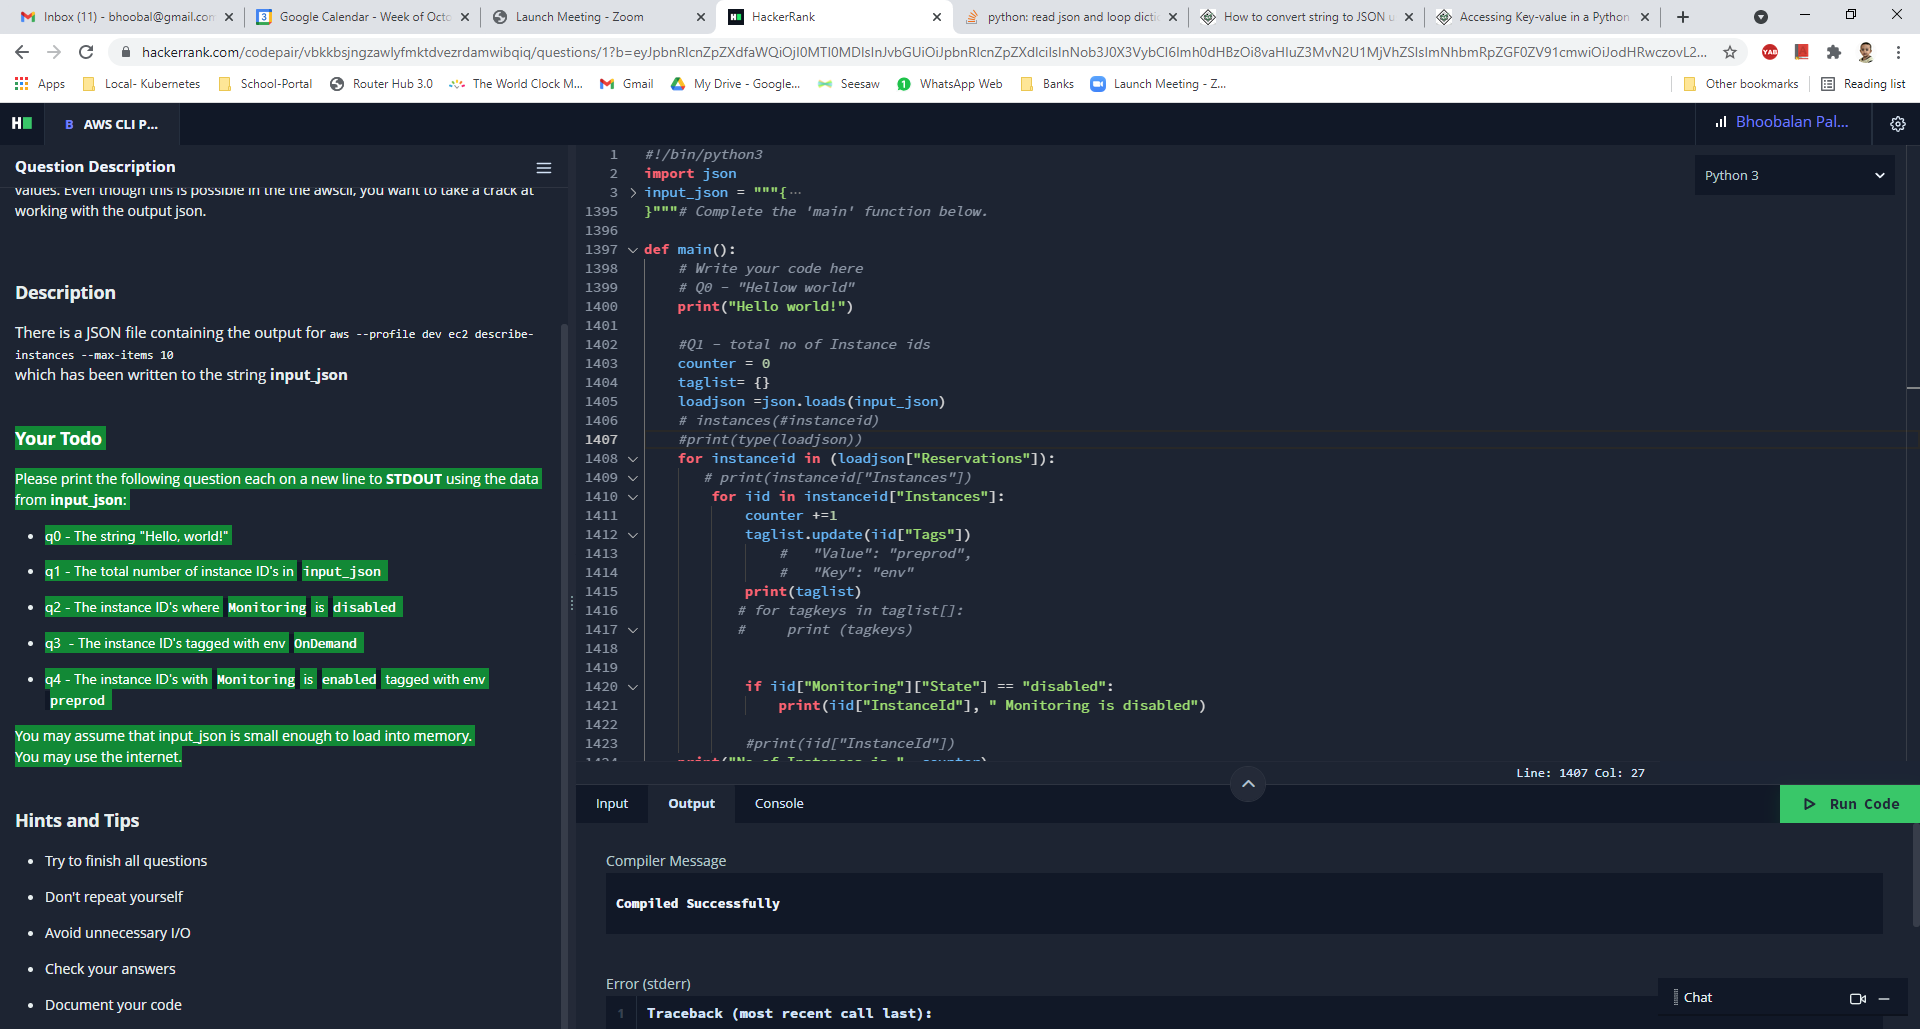 Inbox (11) - bhoobal@gmail.com
Google Calendar - Week of Octo
Launch Meeting - Zoom
HackerRank
python: read json and loop dictio
How to convert string to JSON u
Accessing Key-value in a Python
Apps
Local- Kubernetes
School-Portal
Router Hub 3.0
The World Clock M...
Gmail
My Drive - Google...
Seesaw
WhatsApp Web
Banks
Launch Meeting - Z...
Other bookmarks
Reading list
B AWS CLI P...
Bhoobalan Pal...
Question Description
values. Even though this is possible in the the awscli, you want to take a crack at
working with the output json.
Description
There is a JSON file containing the output for aws --profile dev ec2 describe-
instances --max-items 10
which has been written to the string input_json
Your Todo
Please print the following question each on a new line to STDOUT using the data
from input_json:
• q0 - The string "Hello, world!"
• q1 - The total number of instance ID's in input_json
• q2 - The instance ID's where Monitoring is disabled
• q3 - The instance ID's tagged with env OnDemand
• q4 - The instance ID's with Monitoring is enabled tagged with env
preprod
You may assume that input_json is small enough to load into memory.
You may use the internet.
Hints and Tips
• Try to finish all questions
• Don't repeat yourself
• Avoid unnecessary I/O
• Check your answers
• Document your code
Python 3
1 #!/bin/python3
2 import json
3 input_json = """{...
1395 }"""# Complete the 'main' function below.
1396
1397 def main():
1398 # Write your code here
1399 # Q0 - "Hellow world"
1400 print("Hello world!")
1401
1402 #Q1 - total no of Instance ids
1403 counter = 0
1404 taglist= {}
1405 loadjson =json.loads(input_json)
1406 # instances(#instanceid)
1407 #print(type(loadjson))
1408 for instanceid in (loadjson["Reservations"]):
1409 # print(instanceid["Instances"])
1410 for iid in instanceid["Instances"]:
1411 counter +=1
1412 taglist.update(iid["Tags"])
1413 # "Value": "preprod",
1414 # "Key": "env"
1415 print(taglist)
1416 # for tagkeys in taglist[]:
1417 # print (tagkeys)
1418
1419
1420 if iid["Monitoring"]["State"] == "disabled":
1421 print(iid["InstanceId"], " Monitoring is disabled")
1422
1423 #print(iid["InstanceId"])
1424 print("No of Instances is ", counter)
Line: 1407 Col: 27
Input
Output
Console
Run Code
Compiler Message
Compiled Successfully
Error (stderr)
1 Traceback (most recent call last):
Chat